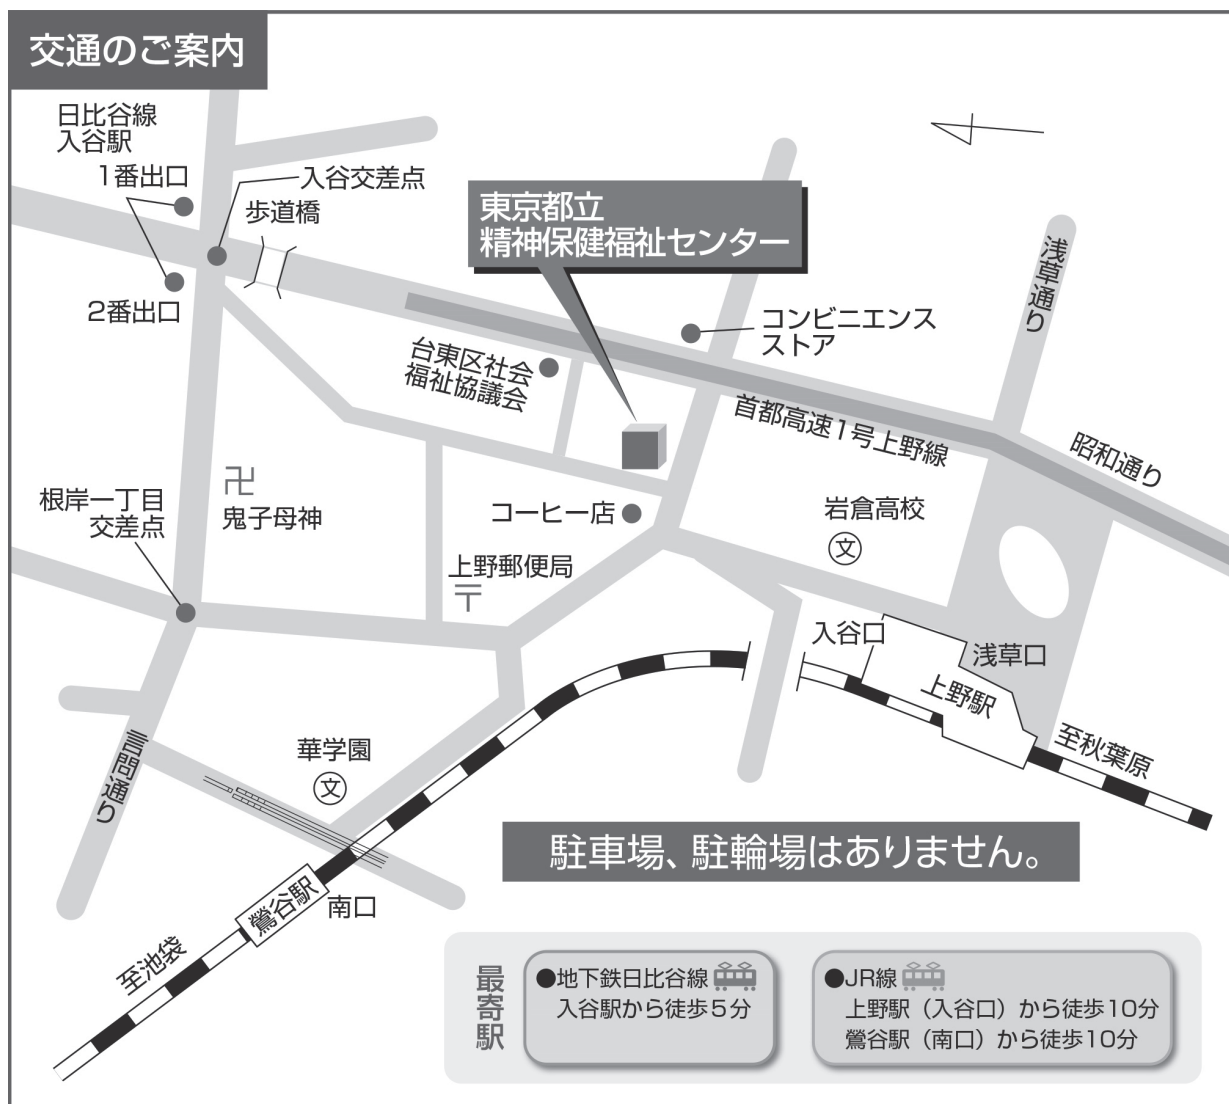 交通のご案内
日比谷線
入谷駅
1番出口
入谷交差点
歩道橋
2番出口
東京都立
精神保健福祉センター
浅草通り
コンビニエンス
ストア
台東区社会
福祉協議会
首都高速1号上野線
昭和通り
根岸一丁目
交差点
卍
鬼子母神
コーヒー店
岩倉高校
文
上野郵便局
〒
入谷口
浅草口
上野駅
至秋葉原
言問通り
華学園
文
駐車場、駐輪場はありません。
鶯谷駅
南口
至池袋
最寄駅
●地下鉄日比谷線
入谷駅から徒歩5分
●JR線
上野駅（入谷口）から徒歩10分
鶯谷駅（南口）から徒歩10分